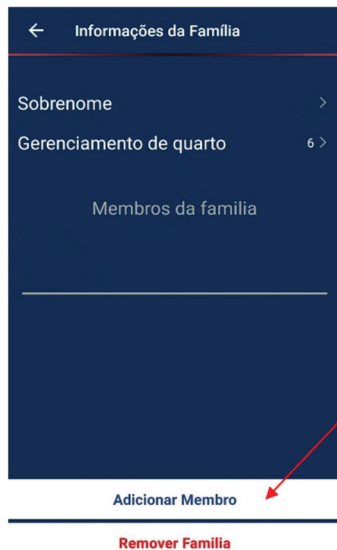 Informações da Família
Sobrenome
Gerenciamento de quarto 6
Membros da familia
Adicionar Membro
Remover Familia